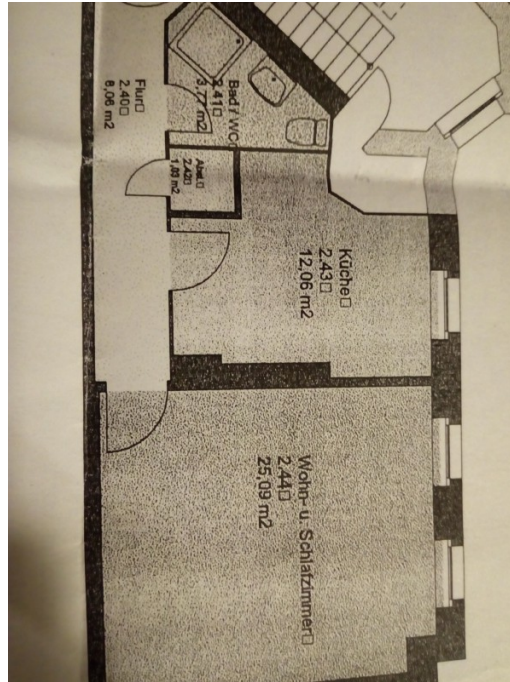 Flur□
2.40□
8,06 m2
Bad / WC
2.41□
3,77 m2
Abst.□
2.42□
1,03 m2
Küche□
2.43□
12,06 m2
Wohn- u. Schlafzimmer□
2.44□
25,09 m2